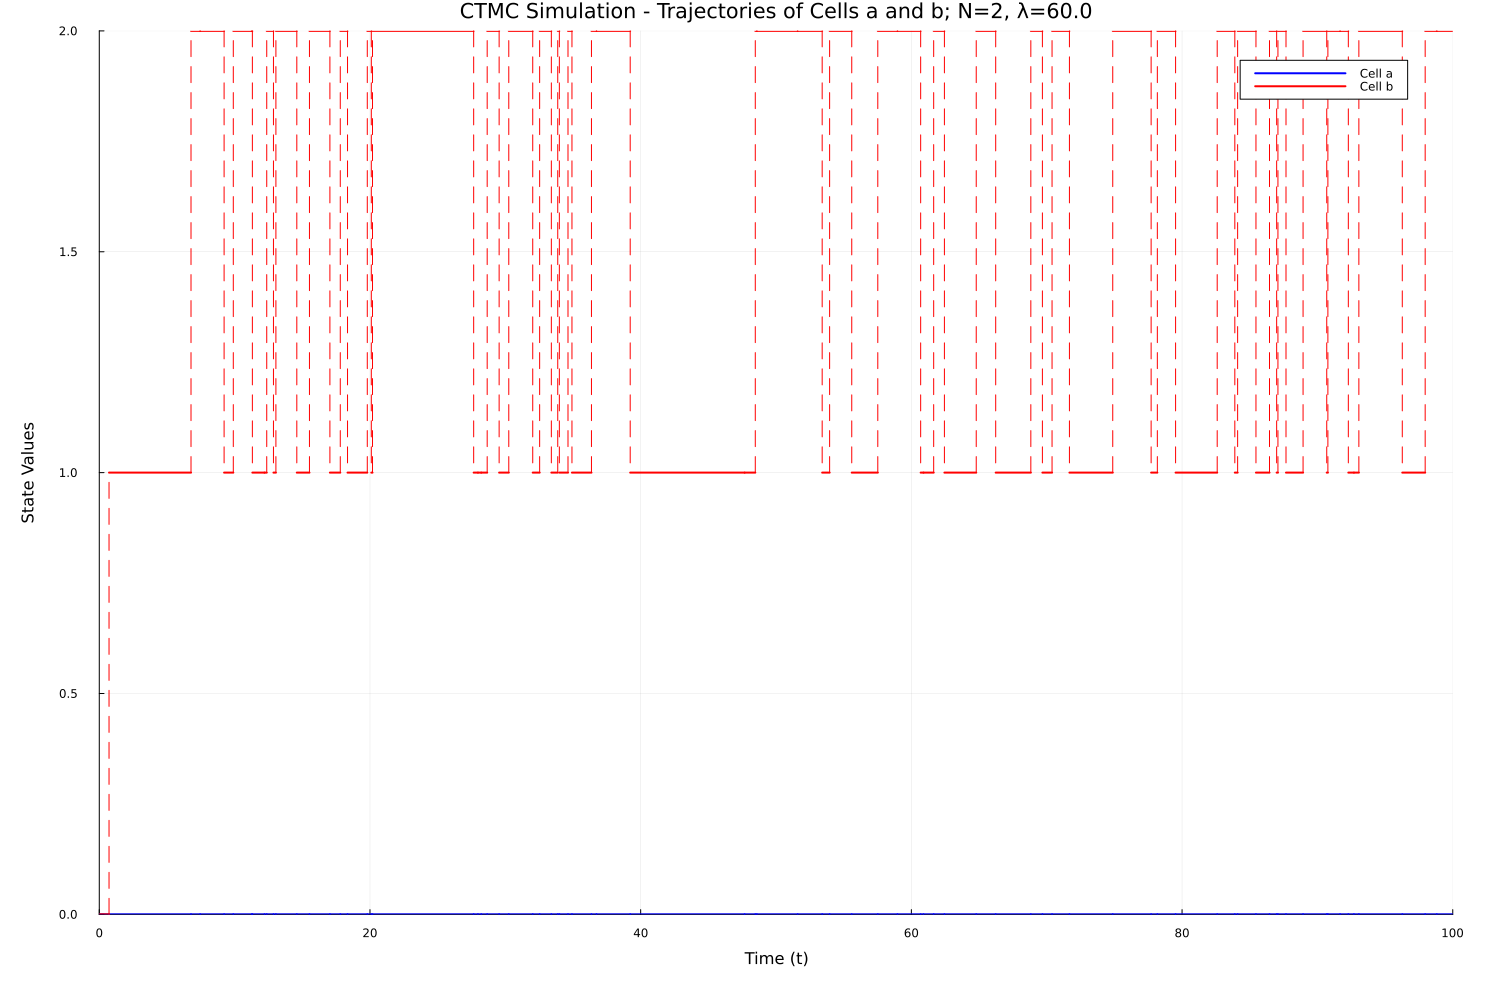 CTMC Simulation - Trajectories of Cells a and b; N=2, λ=60.0
2.0
Cell a
Cell b
1.5
1.0
State Values
0.5
0.0
0 20 40 60 80 100
Time (t)